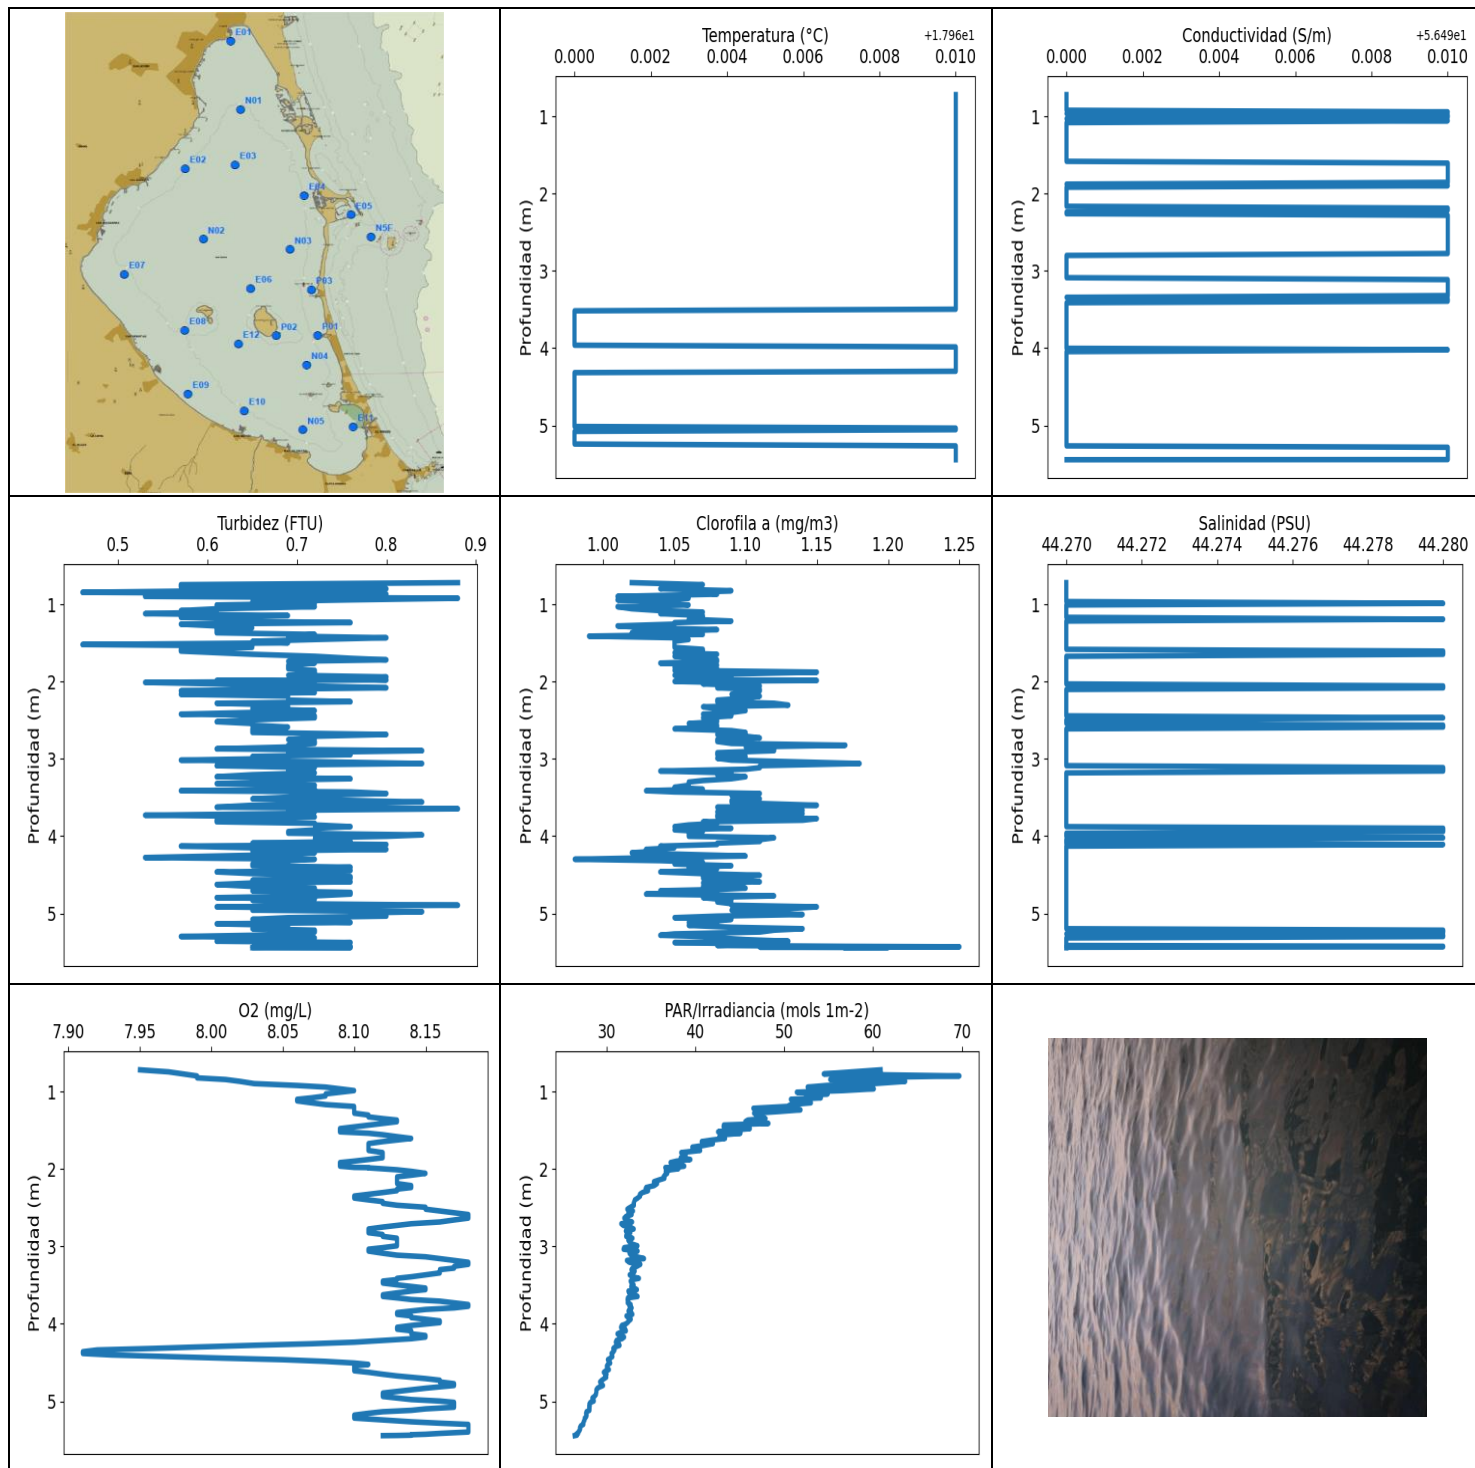 E01
N01
E02
E03
E04
E05
N5F
N02
N03
E07
E06
P03
E08
E12
P02
P01
N04
E09
E10
N05
E11
Temperatura (°C)
+1.796e1
0.000 0.002 0.004 0.006 0.008 0.010
Profundidad (m)
1
2
3
4
5
Conductividad (S/m)
+5.649e1
0.000 0.002 0.004 0.006 0.008 0.010
Profundidad (m)
1
2
3
4
5
Turbidez (FTU)
0.5 0.6 0.7 0.8 0.9
Profundidad (m)
1
2
3
4
5
Clorofila a (mg/m3)
1.00 1.05 1.10 1.15 1.20 1.25
Profundidad (m)
1
2
3
4
5
Salinidad (PSU)
44.270 44.272 44.274 44.276 44.278 44.280
Profundidad (m)
1
2
3
4
5
O2 (mg/L)
7.90 7.95 8.00 8.05 8.10 8.15
Profundidad (m)
1
2
3
4
5
PAR/Irradiancia (mols 1m-2)
30 40 50 60 70
Profundidad (m)
1
2
3
4
5